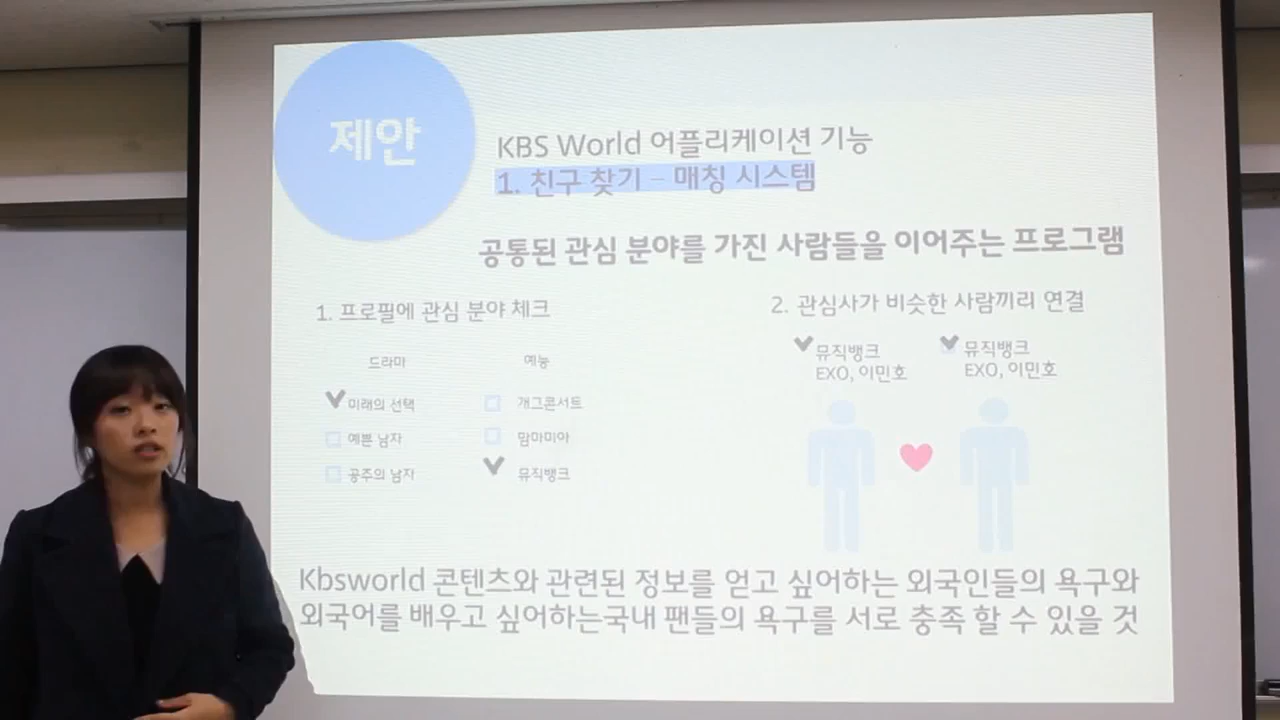 제안
KBS World 어플리케이션 기능
1. 친구 찾기 – 매칭 시스템
공통된 관심 분야를 가진 사람들을 이어주는 프로그램
1. 프로필에 관심 분야 체크
드라마
미래의 선택
예쁜 남자
공주의 남자
예능
개그콘서트
맘마미아
뮤직뱅크
2. 관심사가 비슷한 사람끼리 연결
뮤직뱅크
EXO, 이민호
뮤직뱅크
EXO, 이민호
Kbsworld 콘텐츠와 관련된 정보를 얻고 싶어하는 외국인들의 욕구와
외국어를 배우고 싶어하는국내 팬들의 욕구를 서로 충족 할 수 있을 것